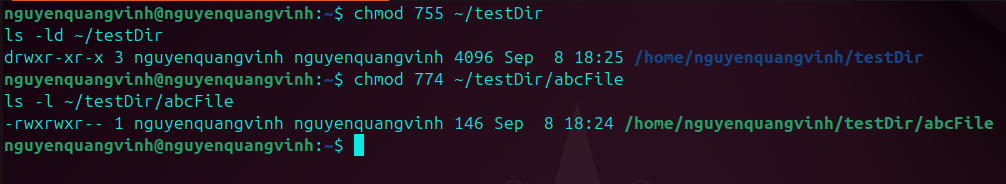 nguyenquangvinh@nguyenquangvinh:~$ chmod 755 ~/testDir
ls -ld ~/testDir
drwxr-xr-x 3 nguyenquangvinh nguyenquangvinh 4096 Sep  8 18:25 /home/nguyenquangvinh/testDir
nguyenquangvinh@nguyenquangvinh:~$ chmod 774 ~/testDir/abcFile
ls -l ~/testDir/abcFile
-rwxrwxr-- 1 nguyenquangvinh nguyenquangvinh 146 Sep  8 18:24 /home/nguyenquangvinh/testDir/abcFile
nguyenquangvinh@nguyenquangvinh:~$